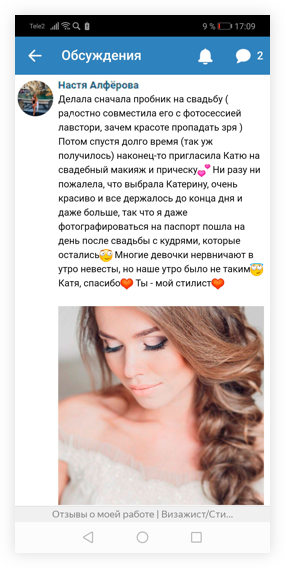 Tele2 9 % 17:09
Обсуждения 2
Настя Алфёрова
Делала сначала пробник на свадьбу (
радостно совместила его с фотосессией
лавстори, зачем красоте пропадать зря )
Потом спустя долго время (так уж
получилось) наконец-то пригласила Катю на
свадебный макияж и прическу💕 Ни разу ни
пожалела, что выбрала Катерину, очень
красиво и все держалось до конца дня и
даже больше, так что я даже
фотографироваться на паспорт пошла на
день после свадьбы с кудрями, которые
остались😊 Многие девочки нервничают в
утро невесты, но наше утро было не таким😇
Катя, спасибо❤ Ты - мой стилист❤
Отзывы о моей работе | Визажист/Сти...